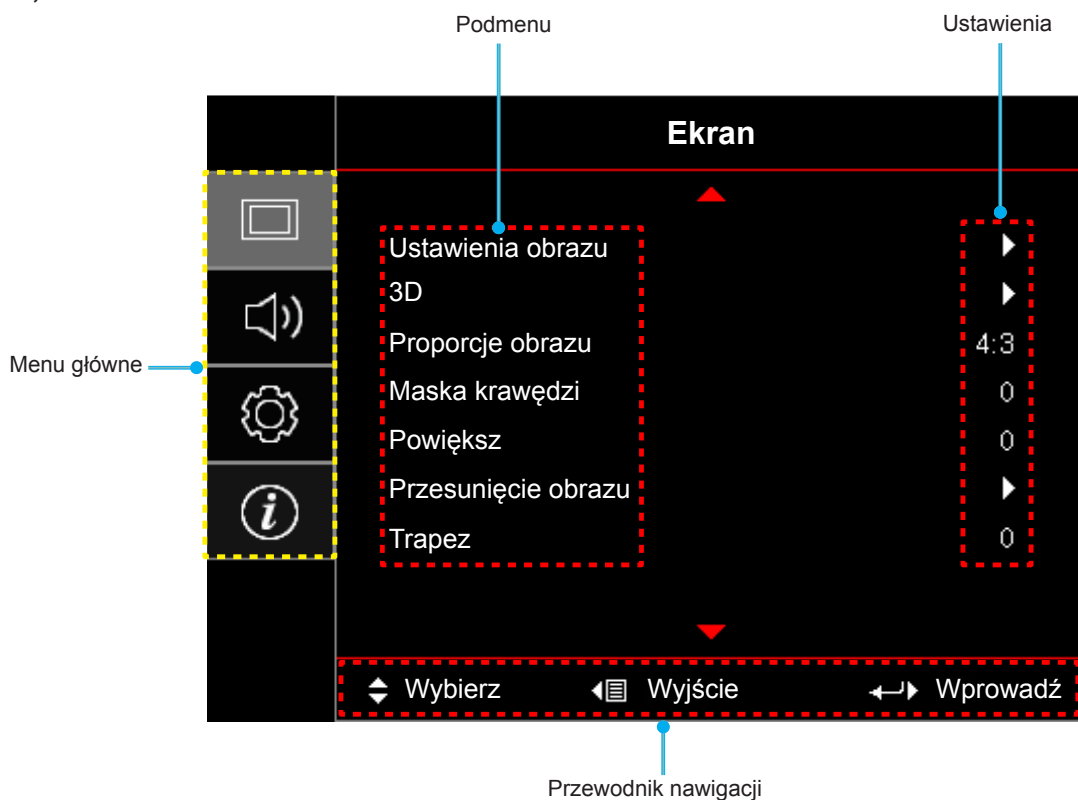 Podmenu
Ustawienia
Ekran
Ustawienia obrazu
3D
Proporcje obrazu 4:3
Maska krawędzi 0
Powiększ 0
Przesunięcie obrazu
Trapez 0
Menu główne
Wybierz Wyjście Wprowadź
Przewodnik nawigacji